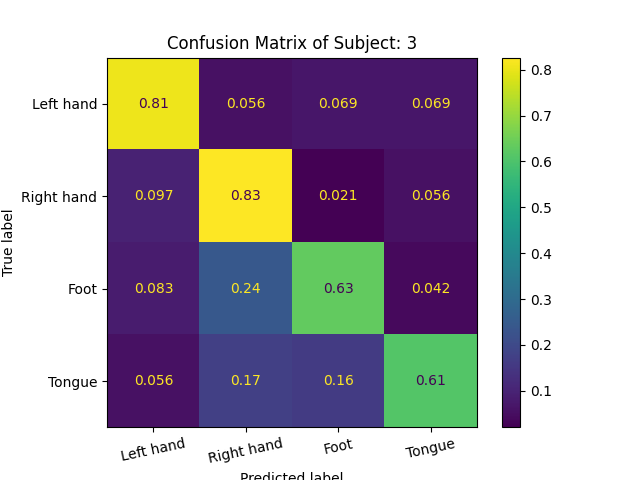 Confusion Matrix of Subject: 3
True label
Left hand 0.81 0.056 0.069 0.069
Right hand 0.097 0.83 0.021 0.056
Foot 0.083 0.24 0.63 0.042
Tongue 0.056 0.17 0.16 0.61
Left hand Right hand Foot Tongue
Predicted label
0.8
0.7
0.6
0.5
0.4
0.3
0.2
0.1